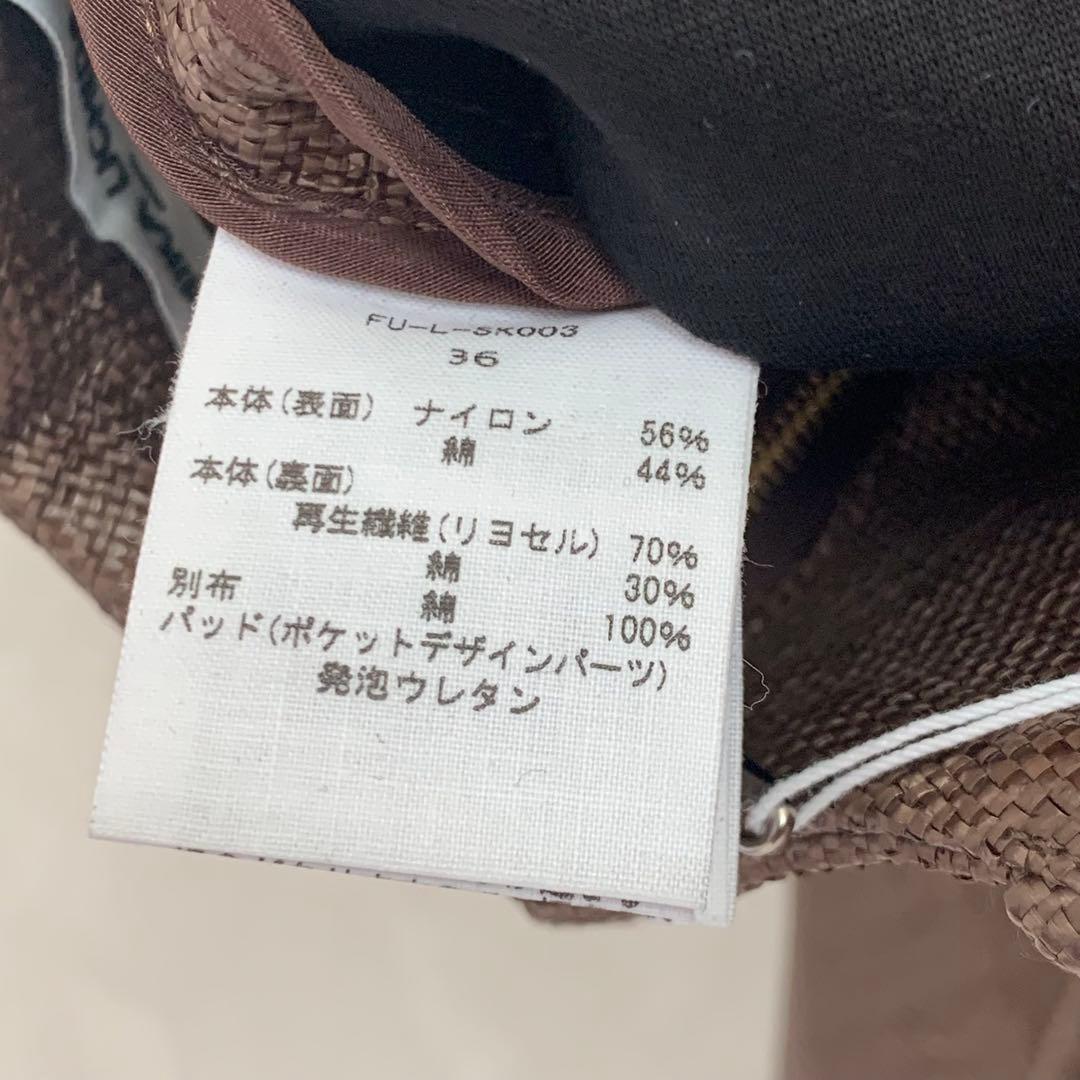 FU-L-SK003
36
本体(表面) ナイロン 56%
綿 44%
本体(裏面)
再生繊維(リヨセル) 70%
綿 30%
別布 綿 100%
パッド(ポケットデザインパーツ)
発泡ウレタン